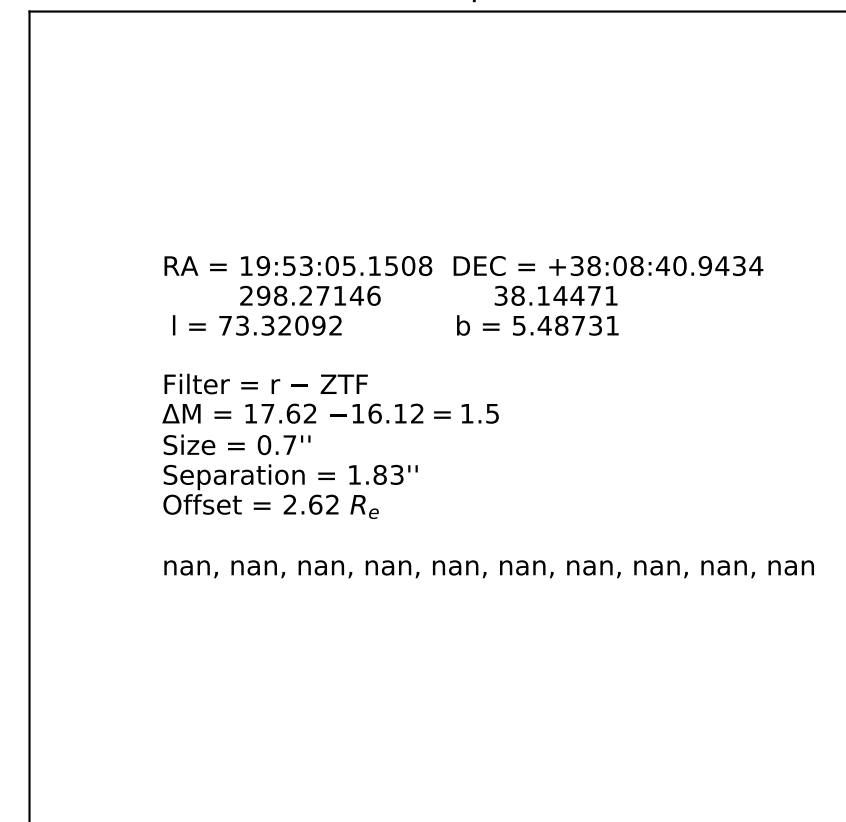 RA = 19:53:05.1508 DEC = +38:08:40.9434
298.27146 38.14471
l = 73.32092 b = 5.48731
Filter = r − ZTF
ΔM = 17.62 −16.12 = 1.5
Size = 0.7''
Separation = 1.83''
Offset = 2.62 Re
nan, nan, nan, nan, nan, nan, nan, nan, nan, nan